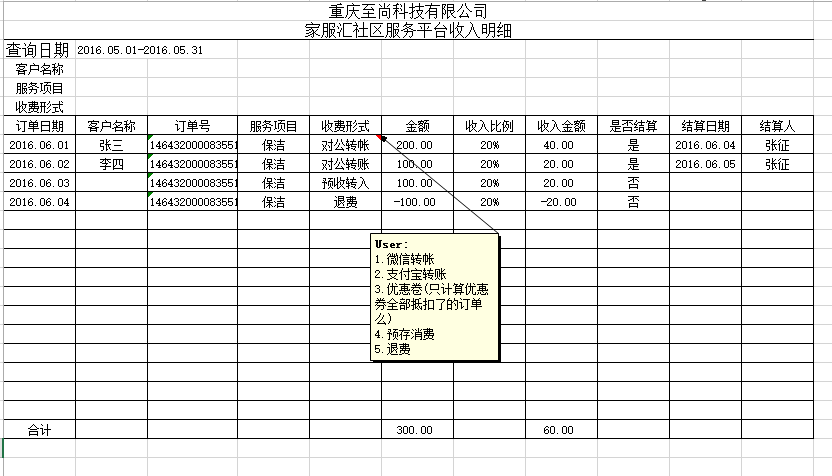 重庆至尚科技有限公司
家服汇社区服务平台收入明细
查询日期 2016.05.01-2016.05.31
客户名称
服务项目
收费形式
订单日期 客户名称 订单号 服务项目 收费形式 金额 收入比例 收入金额 是否结算 结算日期 结算人
2016.06.01 张三 146432000083551 保洁 对公转帐 200.00 20% 40.00 是 2016.06.04 张征
2016.06.02 李四 146432000083551 保洁 对公转账 100.00 20% 20.00 是 2016.06.05 张征
2016.06.03 146432000083551 保洁 预收转入 100.00 20% 20.00 否
2016.06.04 146432000083551 保洁 退费 -100.00 20% -20.00 否
User:
1.微信转帐
2.支付宝转账
3.优惠卷(只计算优惠
券全部抵扣了的订单
么)
4.预存消费
5.退费
合计 300.00 60.00